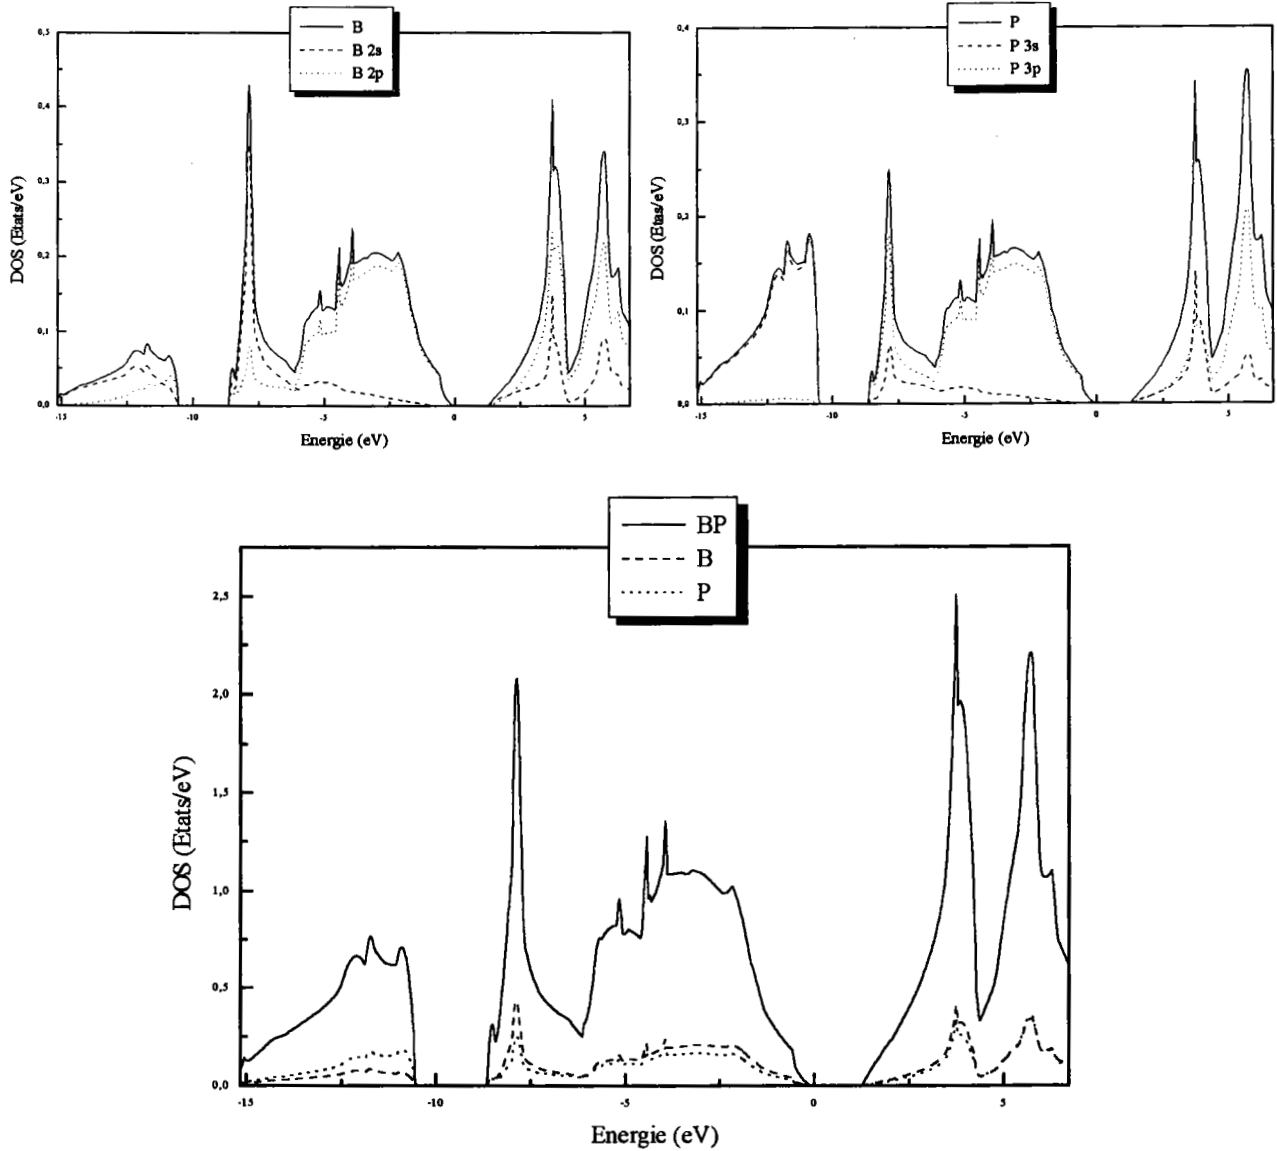 B
B 2s
B 2p
0,5
0,4
0,3
0,2
0,1
0,0
DOS (Etats/eV)
-15
-10
-5
0
5
Energie (eV)
P
P 3s
P 3p
0,4
0,3
0,2
0,1
0,0
DOS (Etas/eV)
-15
-10
-5
0
5
Energie (eV)
BP
B
P
2,5
2,0
1,5
1,0
0,5
0,0
DOS (Etats/eV)
-15
-10
-5
0
5
Energie (eV)